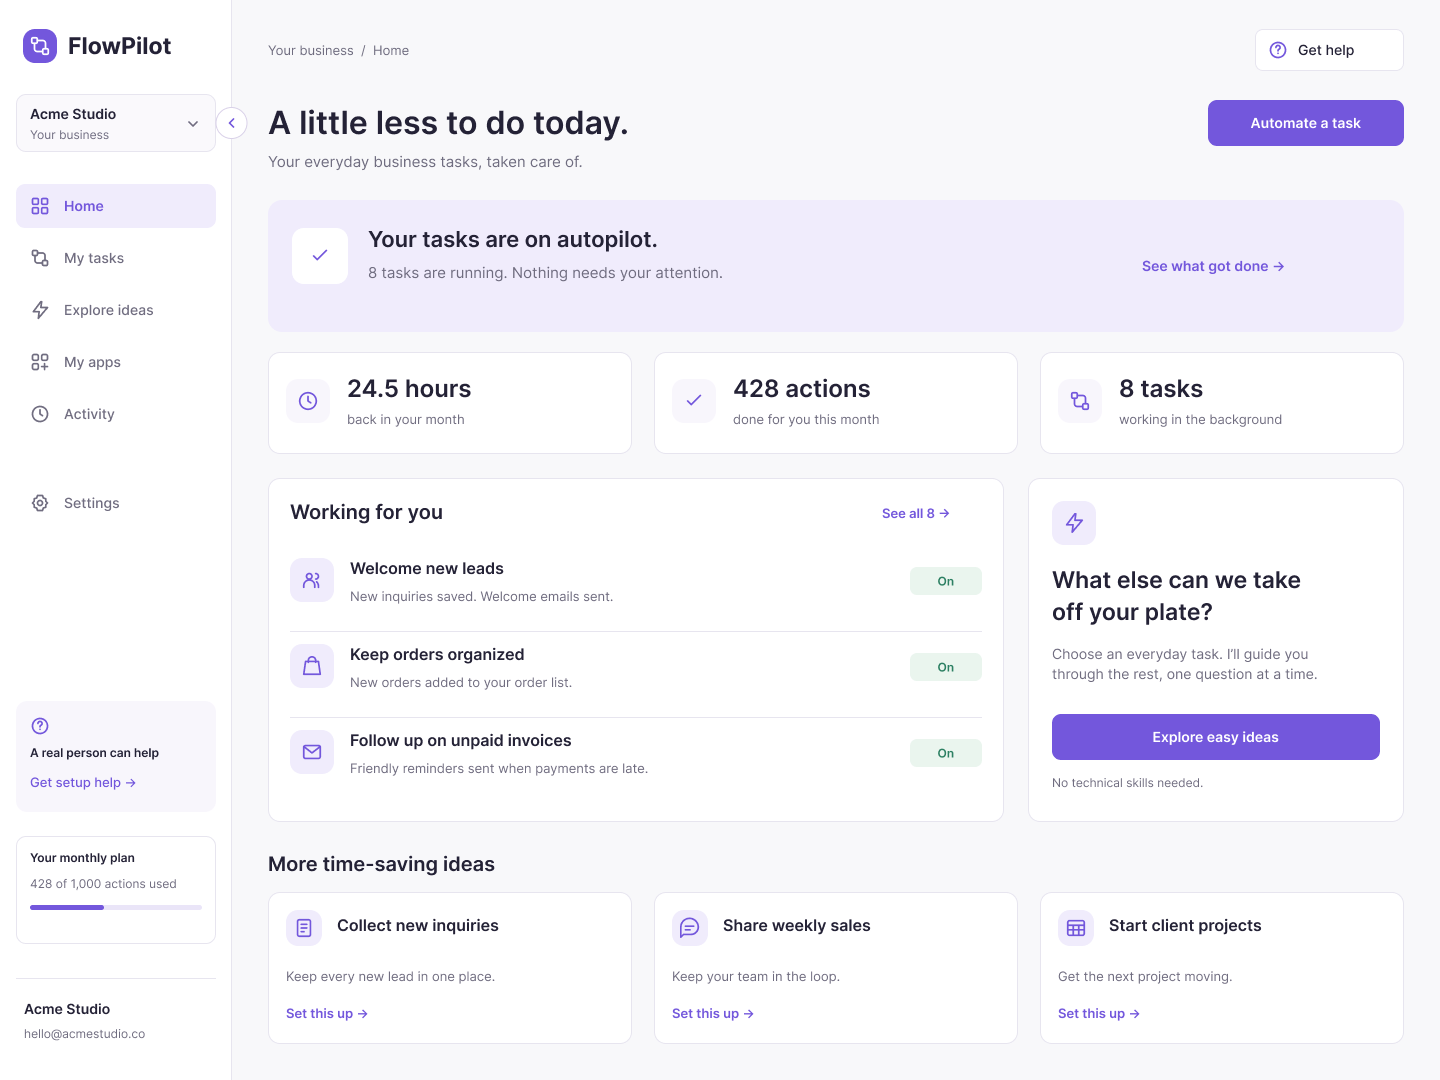 FlowPilot
Acme Studio
Your business
Home
My tasks
Explore ideas
My apps
Activity
Settings
A real person can help
Get setup help →
Your monthly plan
428 of 1,000 actions used
Acme Studio
hello@acmestudio.co
Your business / Home
Get help
A little less to do today.
Automate a task
Your everyday business tasks, taken care of.
Your tasks are on autopilot.
8 tasks are running. Nothing needs your attention.
See what got done →
24.5 hours
back in your month
428 actions
done for you this month
8 tasks
working in the background
Working for you
See all 8 →
Welcome new leads
New inquiries saved. Welcome emails sent.
On
Keep orders organized
New orders added to your order list.
On
Follow up on unpaid invoices
Friendly reminders sent when payments are late.
On
What else can we take
off your plate?
Choose an everyday task. I’ll guide you
through the rest, one question at a time.
Explore easy ideas
No technical skills needed.
More time-saving ideas
Collect new inquiries
Keep every new lead in one place.
Set this up →
Share weekly sales
Keep your team in the loop.
Set this up →
Start client projects
Get the next project moving.
Set this up →